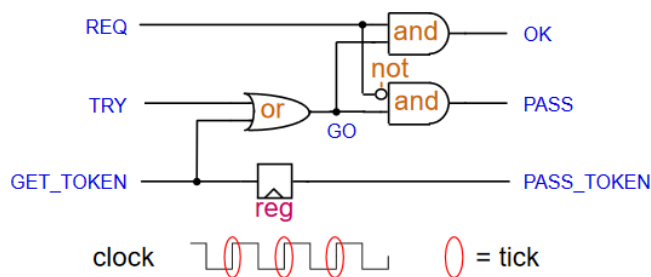 REQ
and
OK
not
TRY
or
and
PASS
GO
GET_TOKEN
PASS_TOKEN
reg
clock
= tick